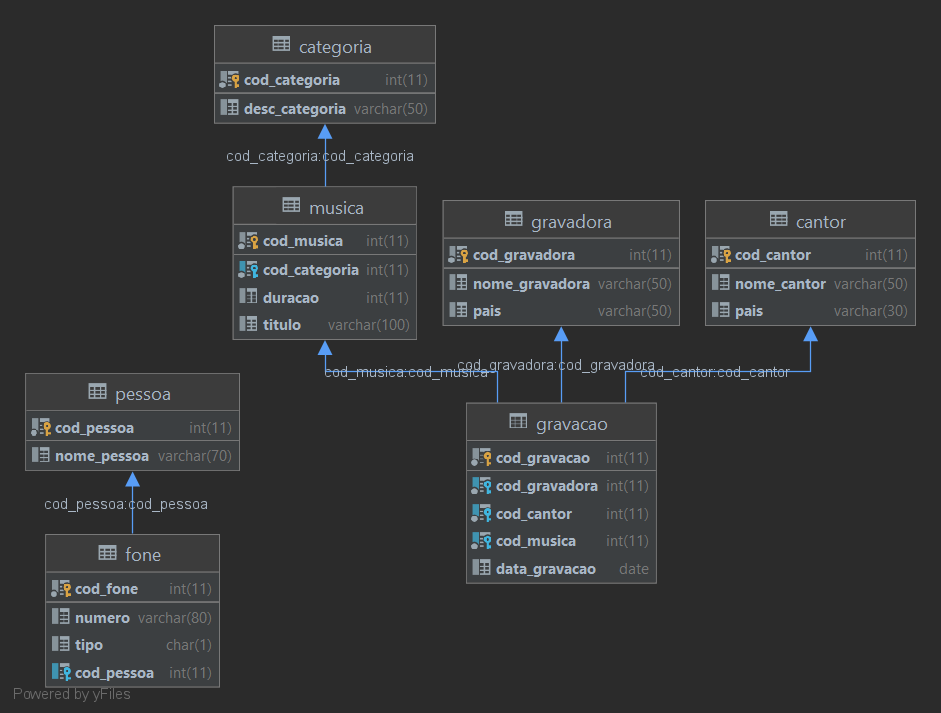 categoria
cod_categoria int(11)
desc_categoria varchar(50)
cod_categoria:cod_categoria
musica
cod_musica int(11)
cod_categoria int(11)
duracao int(11)
titulo varchar(100)
gravadora
cod_gravadora int(11)
nome_gravadora varchar(50)
pais varchar(50)
cantor
cod_cantor int(11)
nome_cantor varchar(50)
pais varchar(30)
cod_musica:cod_musica
cod_gravadora:cod_gravadora
cod_cantor:cod_cantor
pessoa
cod_pessoa int(11)
nome_pessoa varchar(70)
cod_pessoa:cod_pessoa
gravacao
cod_gravacao int(11)
cod_gravadora int(11)
cod_cantor int(11)
cod_musica int(11)
data_gravacao date
fone
cod_fone int(11)
numero varchar(80)
tipo char(1)
cod_pessoa int(11)
Powered by yFiles